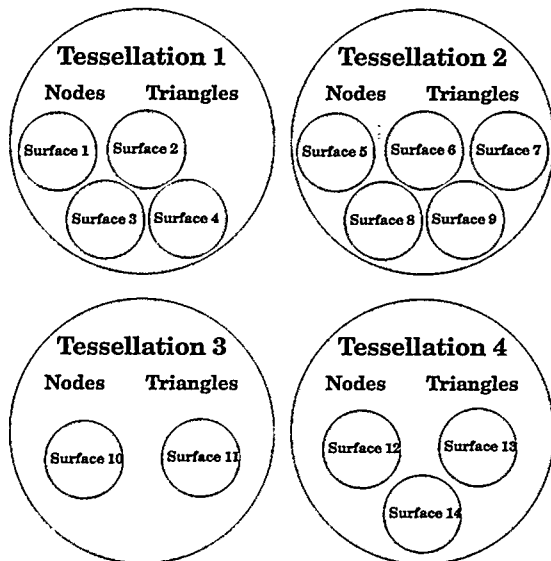 Tessellation 1
Nodes Triangles
Surface 1
Surface 2
Surface 3
Surface 4
Tessellation 2
Nodes Triangles
Surface 5
Surface 6
Surface 7
Surface 8
Surface 9
Tessellation 3
Nodes Triangles
Surface 10
Surface 11
Tessellation 4
Nodes Triangles
Surface 12
Surface 13
Surface 14